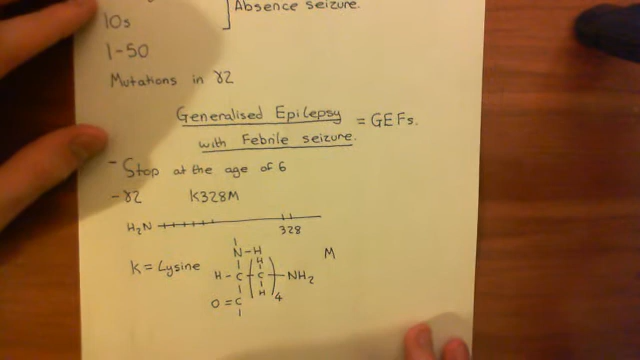 Absence seizure.
10s
1-50
Mutations in γ2
Generalised Epilepsy
with Febrile seizure. = GEFs.
- Stop at the age of 6
- γ2 K328M
H₂N
328
K = Lysine
M
N-H
H
H-C-(C)-NH₂
H
4
O=C